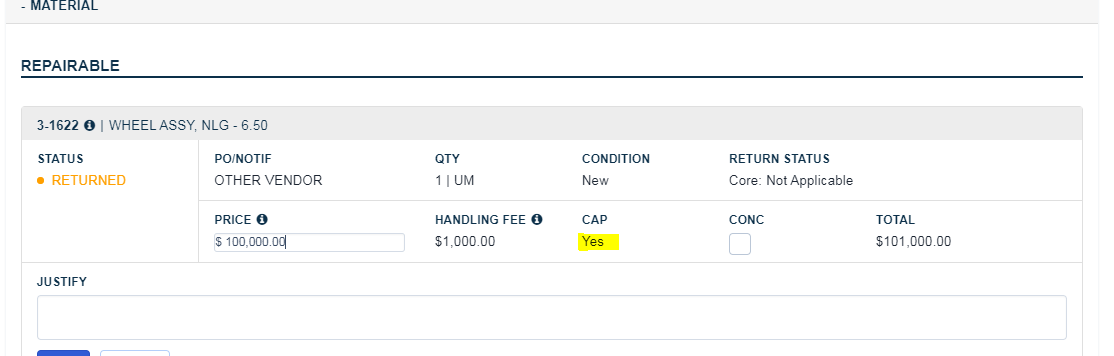 - MATERIAL
REPAIRABLE
3-1622 | WHEEL ASSY, NLG - 6.50
STATUS PO/NOTIF QTY CONDITION RETURN STATUS
RETURNED OTHER VENDOR 1 | UM New Core: Not Applicable
PRICE HANDLING FEE CAP CONC TOTAL
$ 100,000.00 $1,000.00 Yes $101,000.00
JUSTIFY